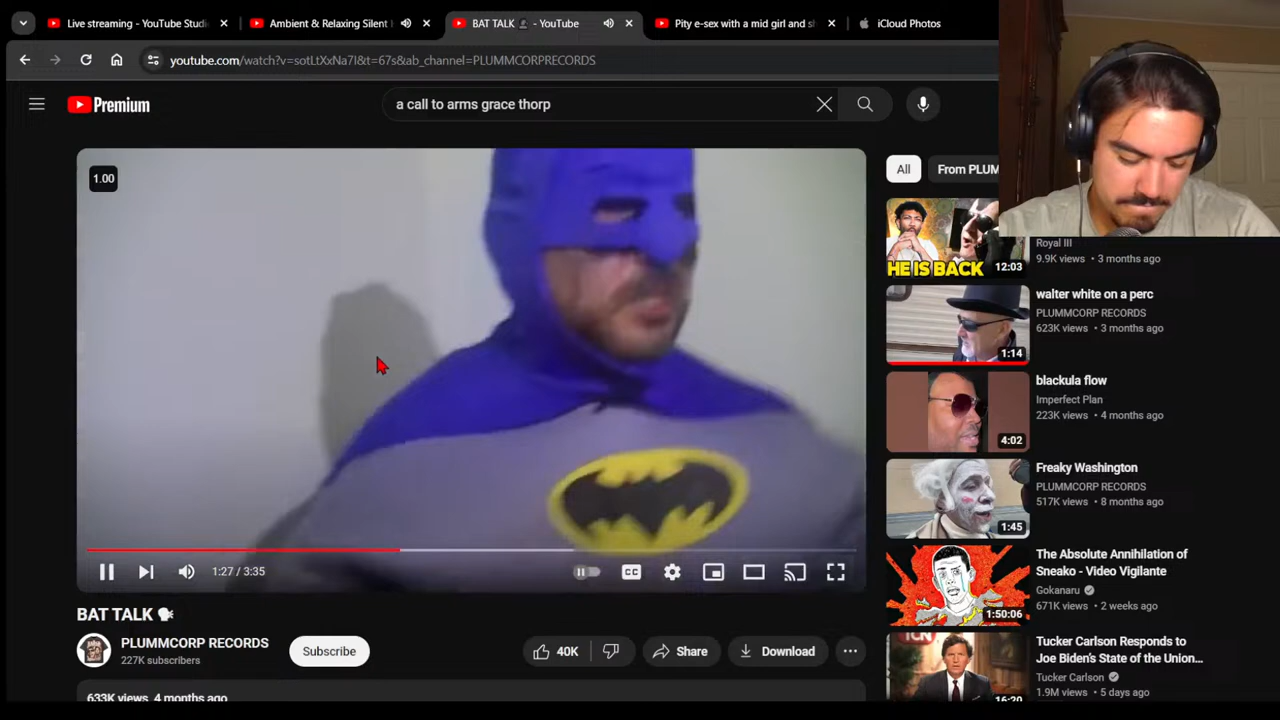 Live streaming - YouTube Studi
Ambient & Relaxing Silent
BAT TALK - YouTube
Pity e-sex with a mid girl and sh
iCloud Photos
youtube.com/watch?v=sotLtXxNa7I&t=67s&ab_channel=PLUMMCORPRECORDS
Premium
a call to arms grace thorp
1.00
All
From PLUM
HE IS BACK
12:03
Royal III
9.9K views • 3 months ago
walter white on a perc
PLUMMCORP RECORDS
623K views • 3 months ago
1:14
blackula flow
Imperfect Plan
223K views • 4 months ago
4:02
Freaky Washington
PLUMMCORP RECORDS
517K views • 8 months ago
1:45
The Absolute Annihilation of
Sneako - Video Vigilante
Gokanaru
671K views • 2 weeks ago
1:50:06
Tucker Carlson Responds to
Joe Biden's State of the Union...
Tucker Carlson
1.9M views • 5 days ago
16:20
1:27 / 3:35
CC
BAT TALK
PLUMMCORP RECORDS
227K subscribers
Subscribe
40K
Share
Download
633K views 4 months ago